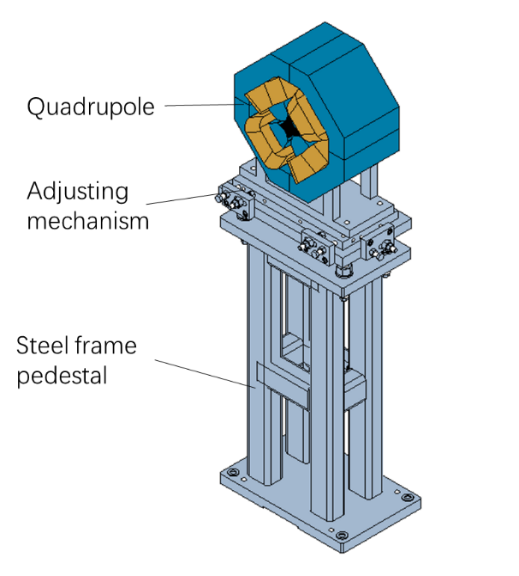 Quadrupole
Adjusting
mechanism
Steel frame
pedestal